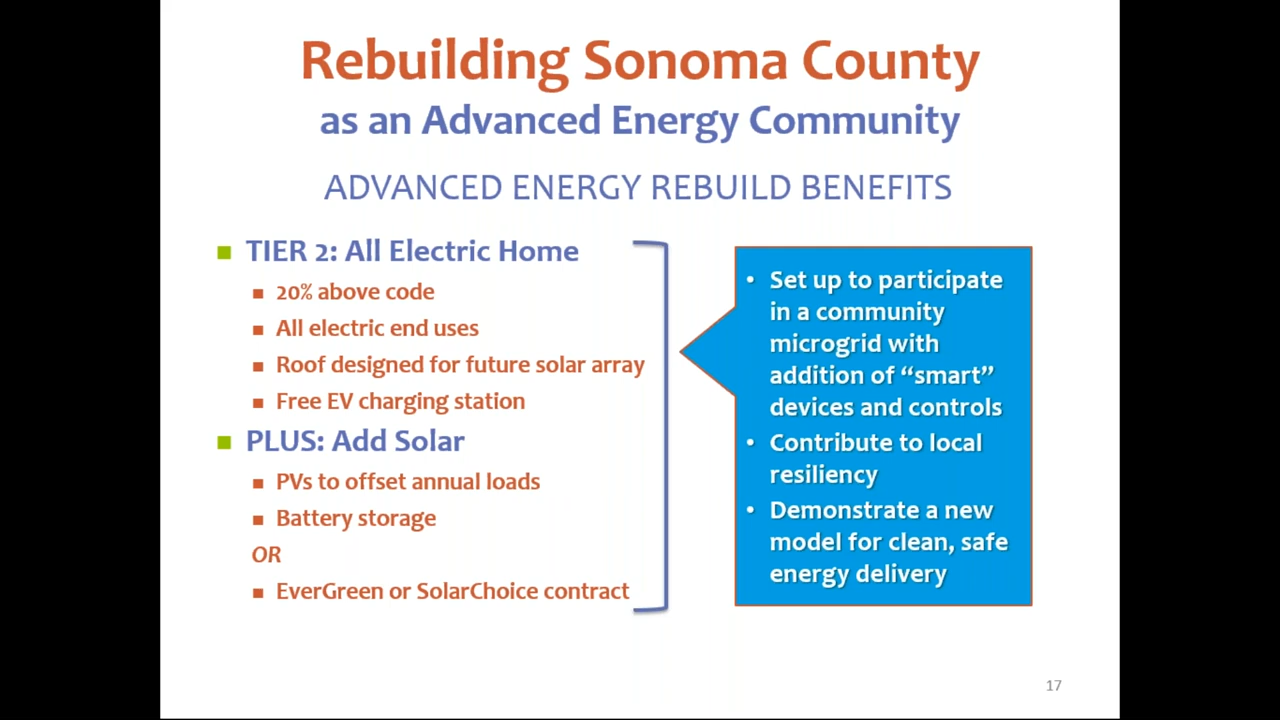 Rebuilding Sonoma County
as an Advanced Energy Community
ADVANCED ENERGY REBUILD BENEFITS
TIER 2: All Electric Home
20% above code
All electric end uses
Roof designed for future solar array
Free EV charging station
PLUS: Add Solar
PVs to offset annual loads
Battery storage
OR
EverGreen or SolarChoice contract
• Set up to participate
in a community
microgrid with
addition of “smart”
devices and controls
• Contribute to local
resiliency
• Demonstrate a new
model for clean, safe
energy delivery
17